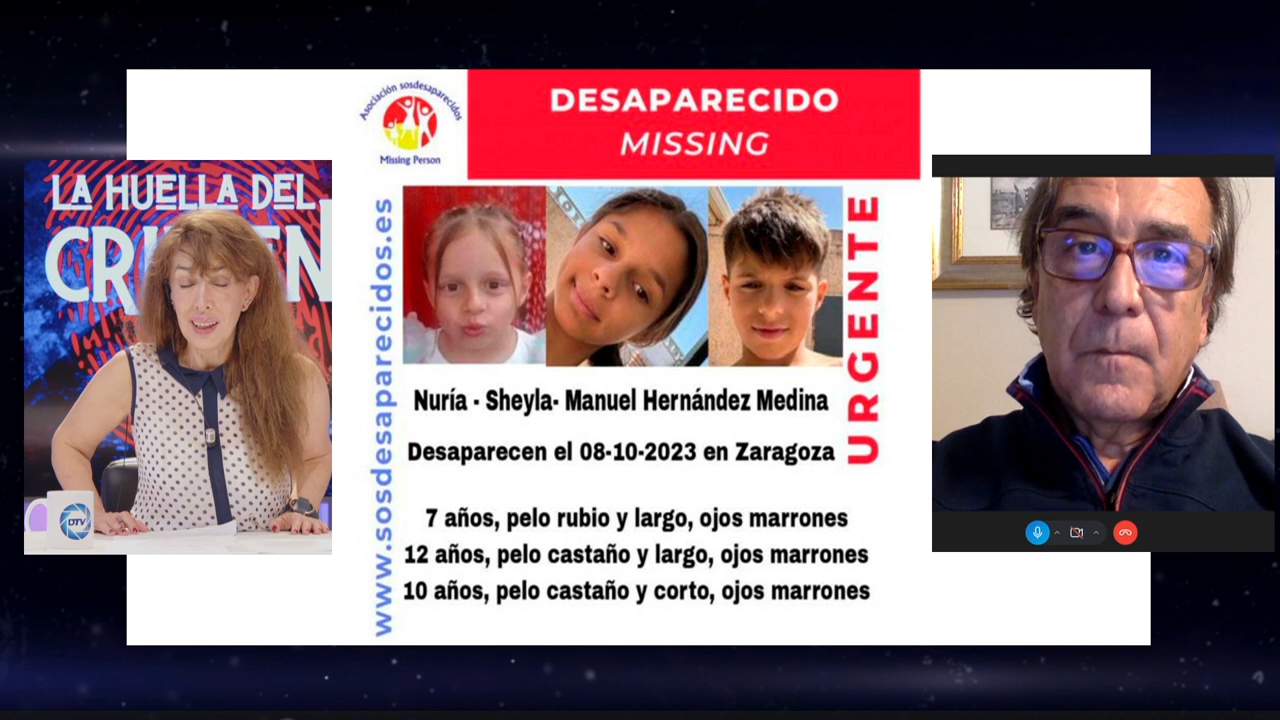 LA HUELLA DEL
Asociación sosdesaparecidos
Missing Person
DESAPARECIDO
MISSING
www.sosdesaparecidos.es
URGENTE
Nuría - Sheyla- Manuel Hernández Medina
Desaparecen el 08-10-2023 en Zaragoza
7 años, pelo rubio y largo, ojos marrones
12 años, pelo castaño y largo, ojos marrones
10 años, pelo castaño y corto, ojos marrones
DTV